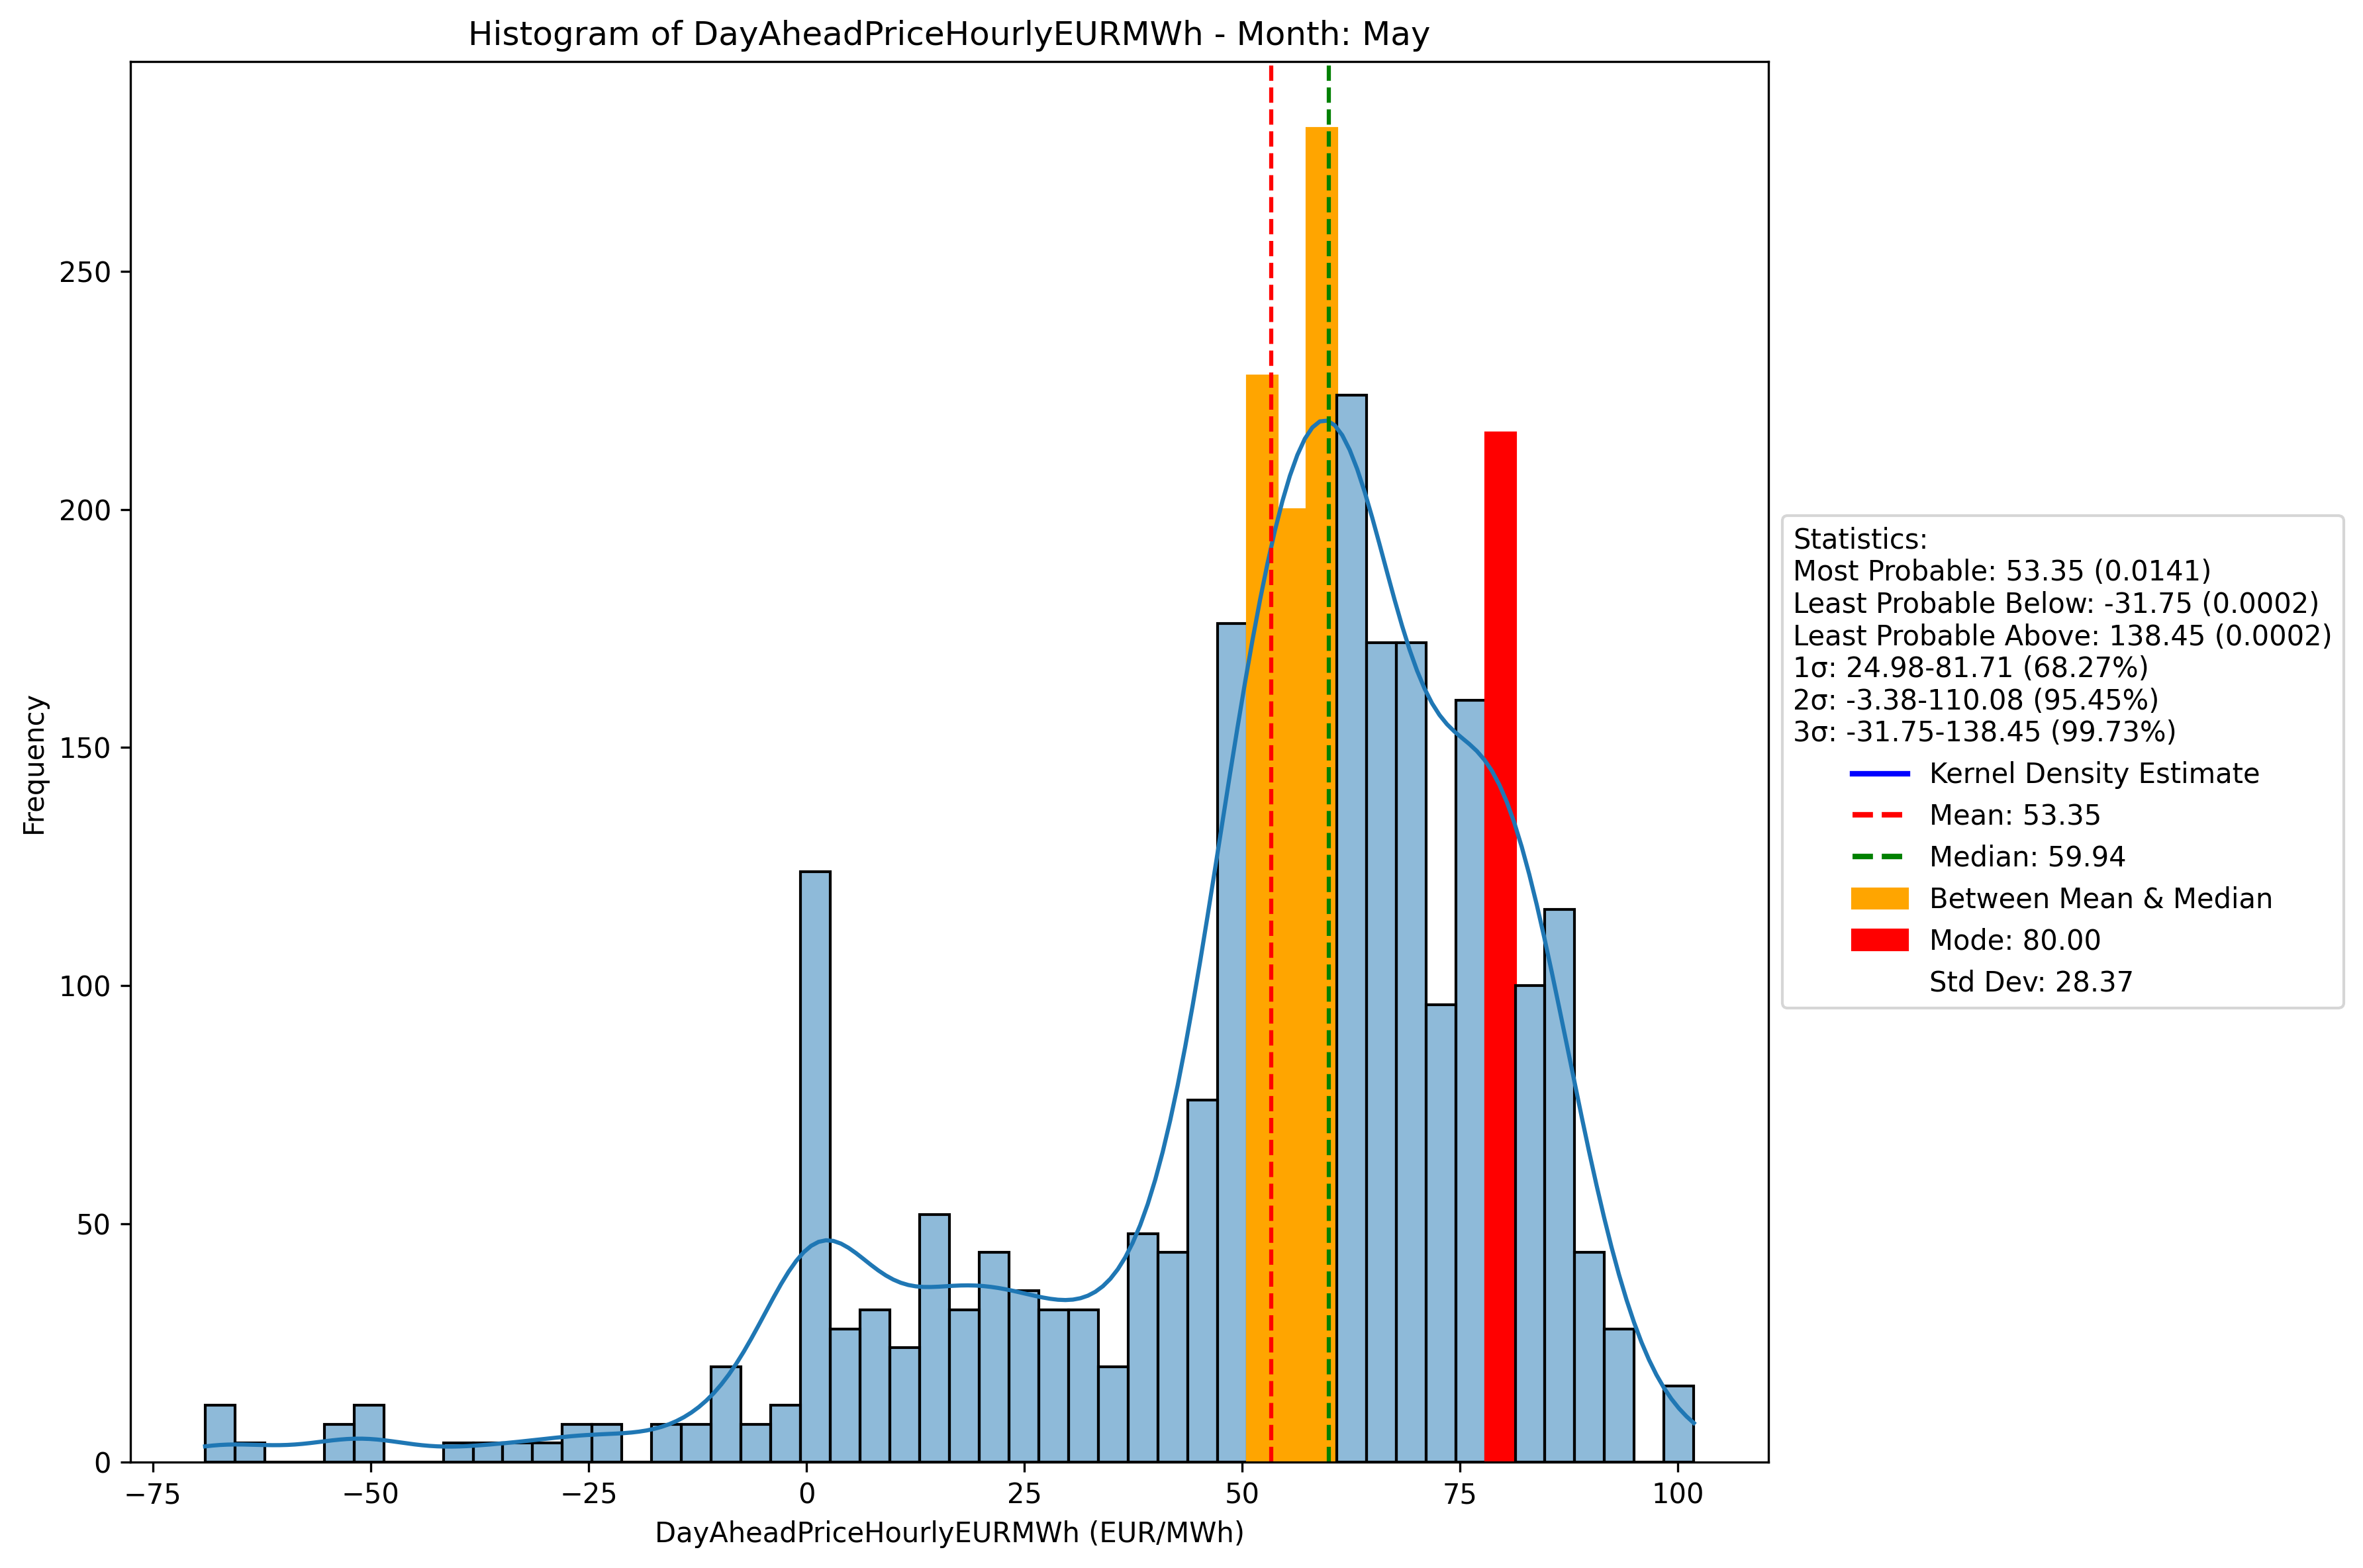 Histogram of DayAheadPriceHourlyEURMWh - Month: May
Frequency
250
200
150
100
50
0
−75
−50
−25
0
25
50
75
100
DayAheadPriceHourlyEURMWh (EUR/MWh)
Statistics:
Most Probable: 53.35 (0.0141)
Least Probable Below: -31.75 (0.0002)
Least Probable Above: 138.45 (0.0002)
1σ: 24.98-81.71 (68.27%)
2σ: -3.38-110.08 (95.45%)
3σ: -31.75-138.45 (99.73%)
Kernel Density Estimate
Mean: 53.35
Median: 59.94
Between Mean & Median
Mode: 80.00
Std Dev: 28.37